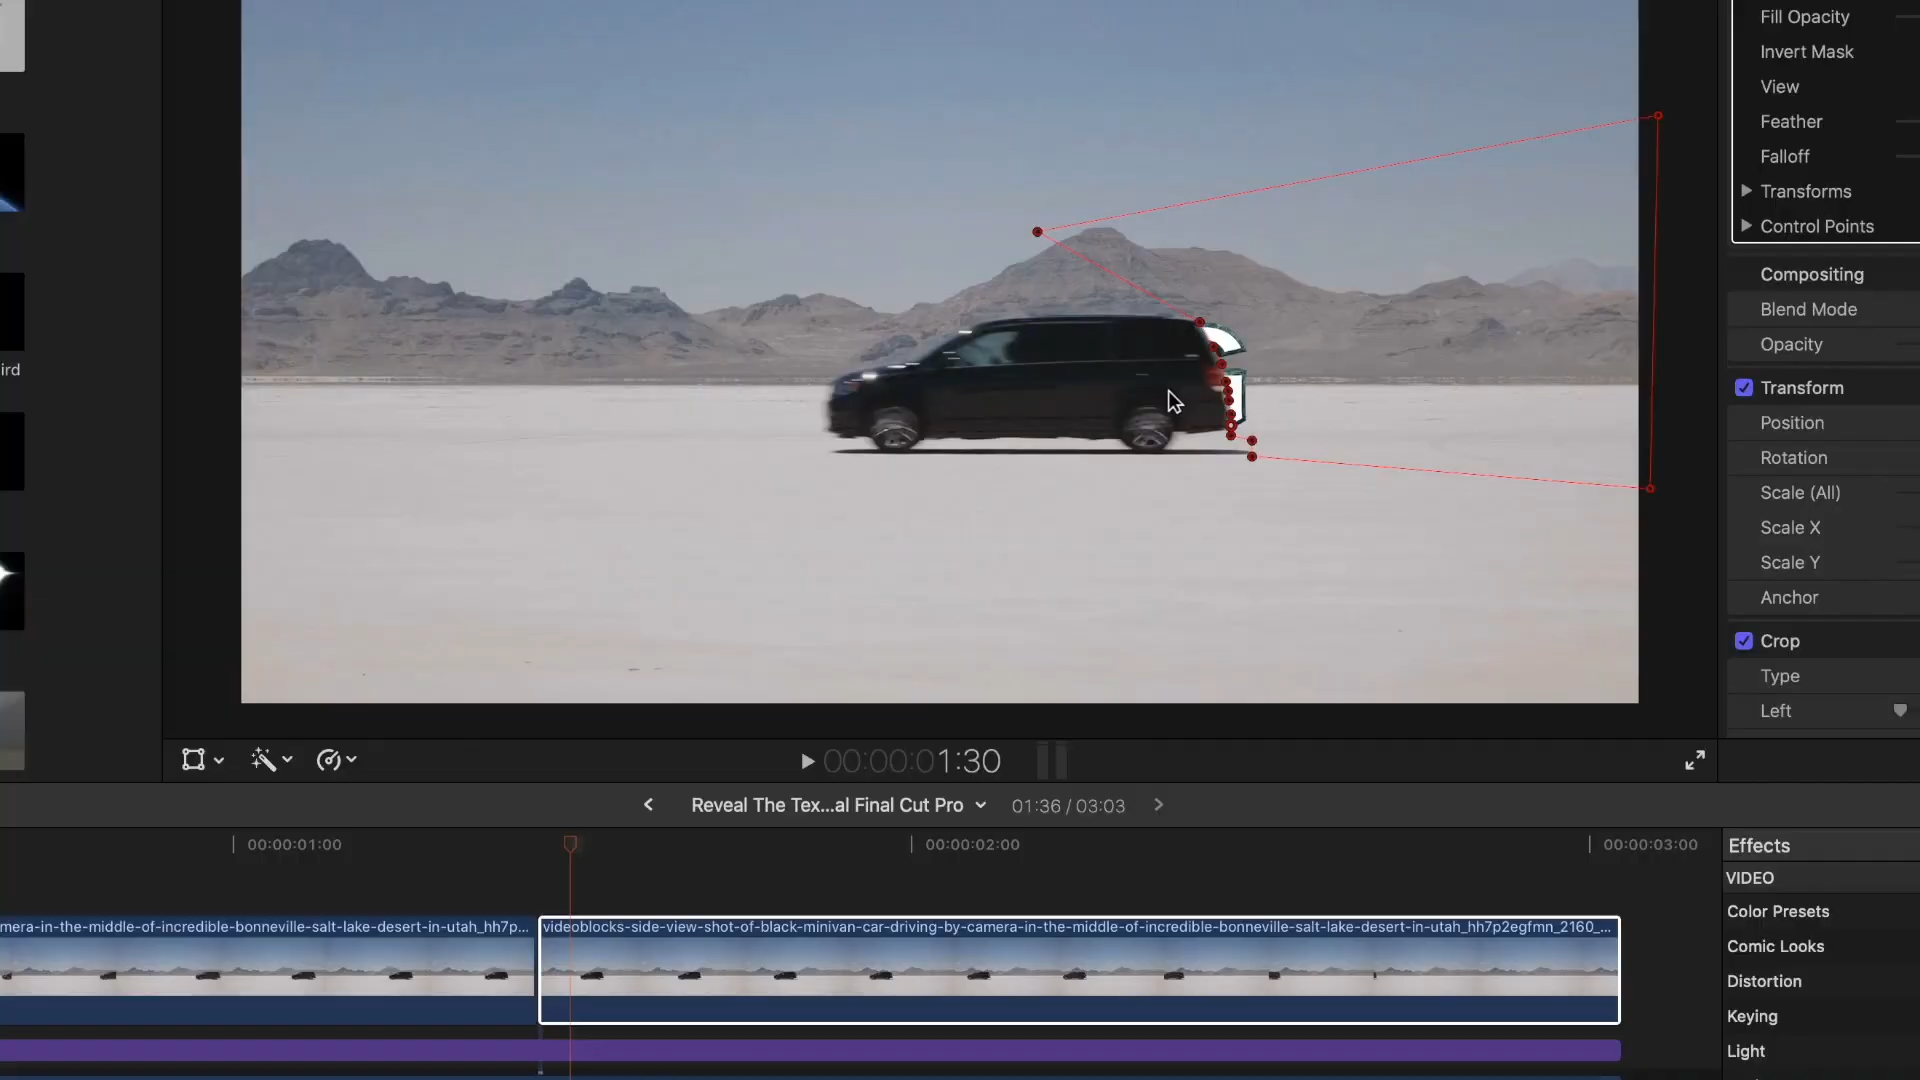 Fill Opacity
Invert Mask
View
Feather
Falloff
Transforms
Control Points
Compositing
Blend Mode
Opacity
Transform
Position
Rotation
Scale (All)
Scale X
Scale Y
Anchor
Crop
Type
Left
ird
00:00:01:30
Reveal The Tex...al Final Cut Pro
01:36 / 03:03
00:00:01:00
00:00:02:00
00:00:03:00
mera-in-the-middle-of-incredible-bonneville-salt-lake-desert-in-utah_hh7p...
videoblocks-side-view-shot-of-black-minivan-car-driving-by-camera-in-the-middle-of-incredible-bonneville-salt-lake-desert-in-utah_hh7p2egfmn_2160_...
Effects
VIDEO
Color Presets
Comic Looks
Distortion
Keying
Light